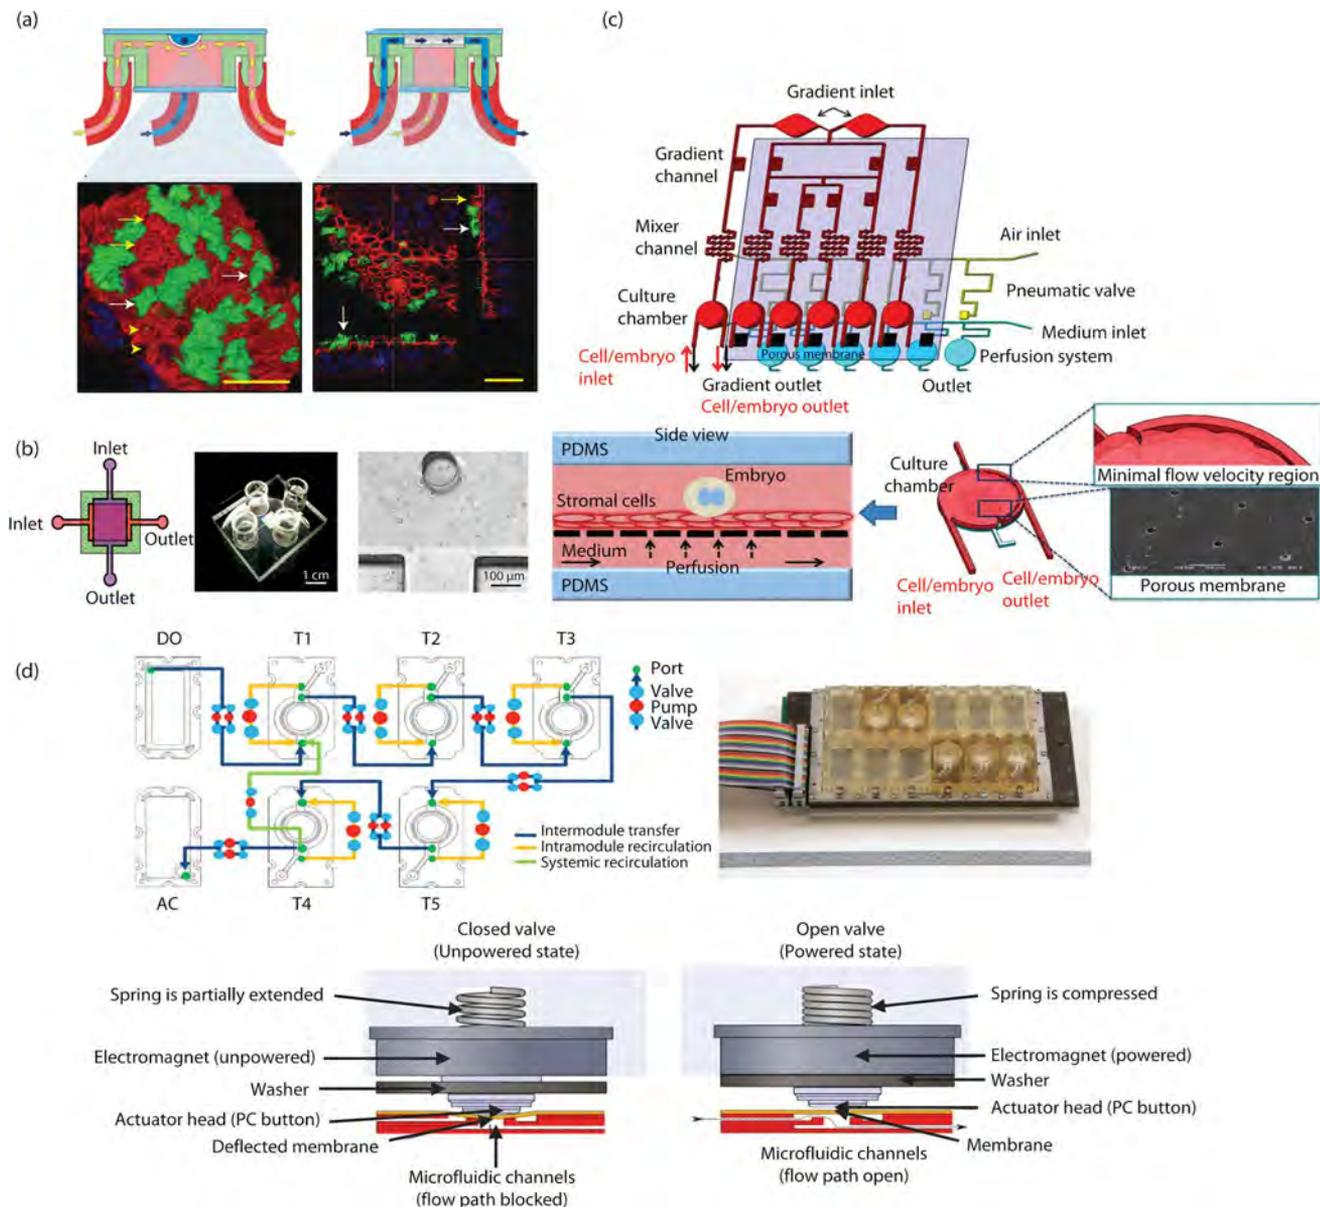 (a)
(c)
Gradient inlet
Gradient
channel
Mixer
channel
Air inlet
Culture
chamber
Pneumatic valve
Medium inlet
Cell/embryo
inlet
Porous membrane
Perfusion system
Gradient outlet
Outlet
Cell/embryo outlet
(b)
Inlet
Inlet
Outlet
Outlet
1 cm
100 µm
Side view
PDMS
Embryo
Stromal cells
Medium
Perfusion
PDMS
Culture
chamber
Minimal flow velocity region
Cell/embryo
inlet
Cell/embryo
outlet
Porous membrane
(d)
DO
T1
T2
T3
Port
Valve
Pump
Valve
Intermodule transfer
Intramodule recirculation
Systemic recirculation
AC
T4
T5
Closed valve
(Unpowered state)
Open valve
(Powered state)
Spring is partially extended
Spring is compressed
Electromagnet (unpowered)
Electromagnet (powered)
Washer
Washer
Actuator head (PC button)
Actuator head (PC button)
Deflected membrane
Membrane
Microfluidic channels
(flow path blocked)
Microfluidic channels
(flow path open)